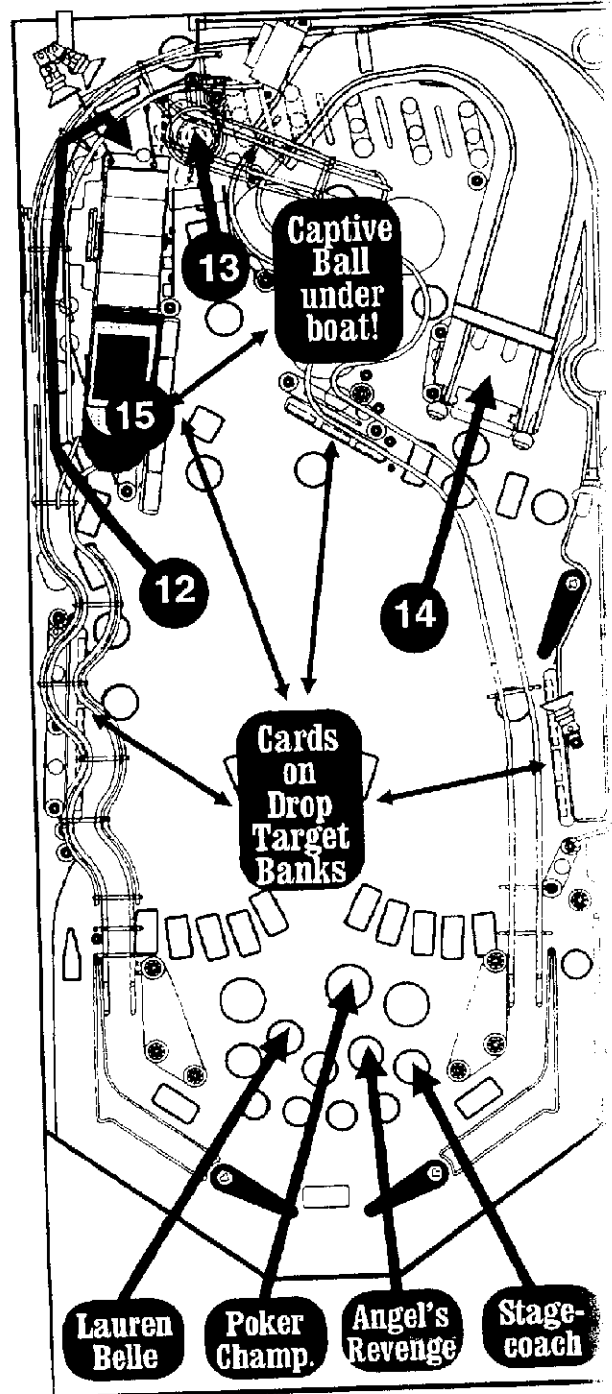 Captive
Ball
under
boat!
13
15
12
14
Cards
on
Drop
Target
Banks
Lauren
Belle
Poker
Champ.
Angel's
Revenge
Stage-
coach